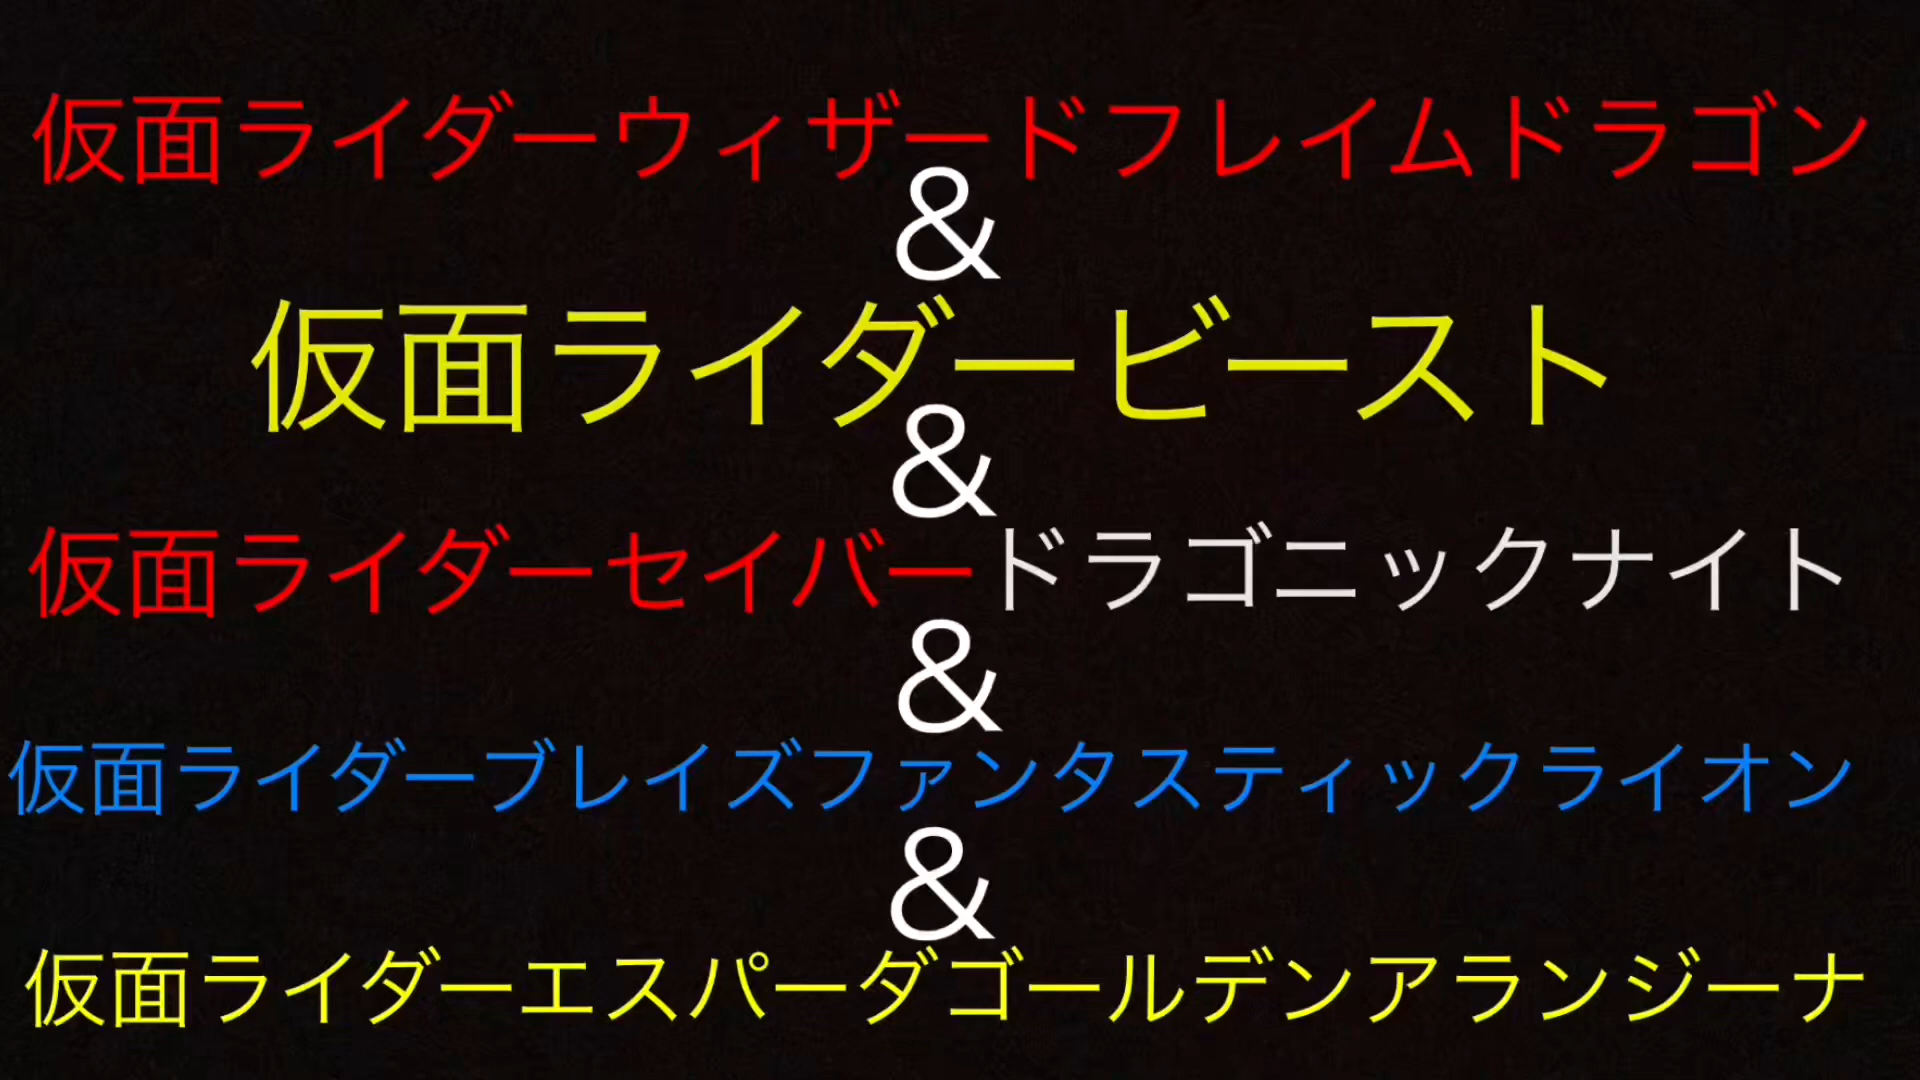 仮面ライダーウィザードフレイムドラゴン
&
仮面ライダービースト
&
仮面ライダーセイバードラゴニックナイト
&
仮面ライダーブレイズファンタスティックライオン
&
仮面ライダーエスパーダゴールデンアランジーナ